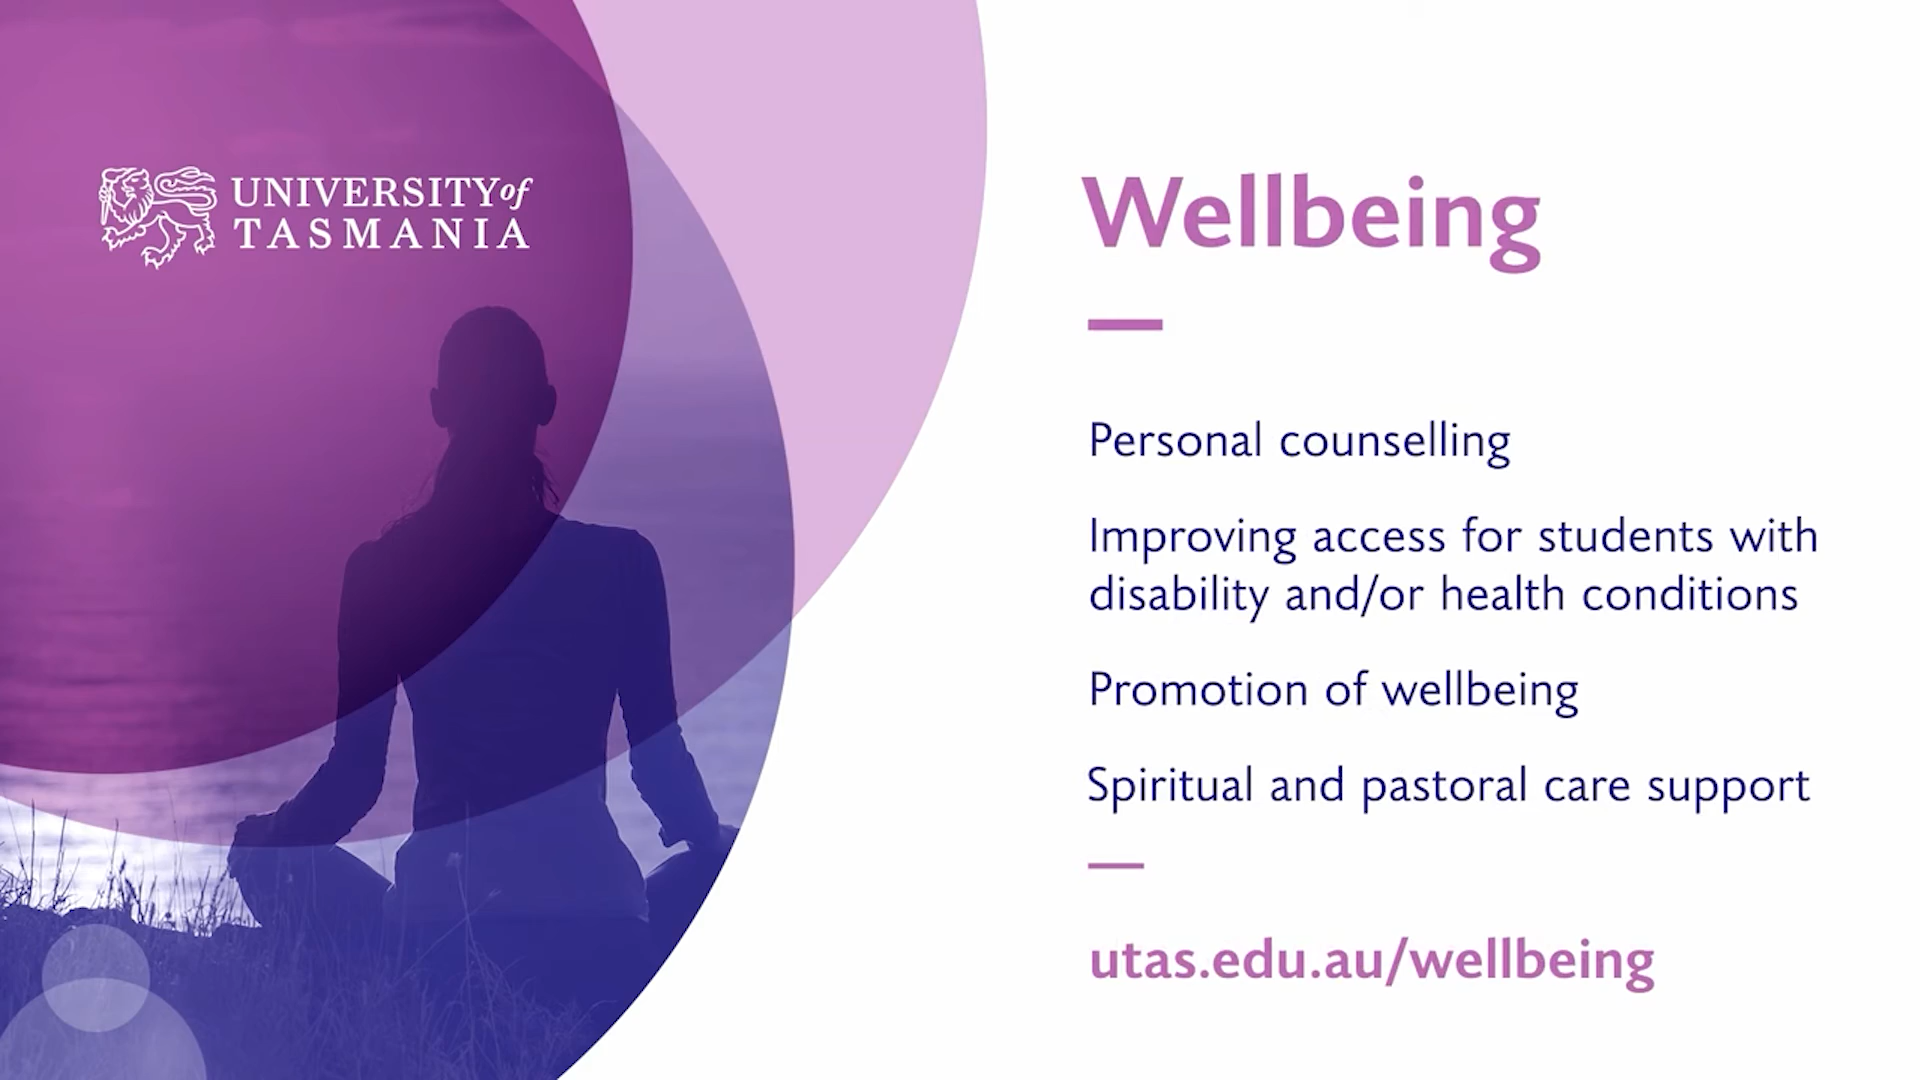 UNIVERSITY of
TASMANIA
Wellbeing
Personal counselling
Improving access for students with
disability and/or health conditions
Promotion of wellbeing
Spiritual and pastoral care support
utas.edu.au/wellbeing